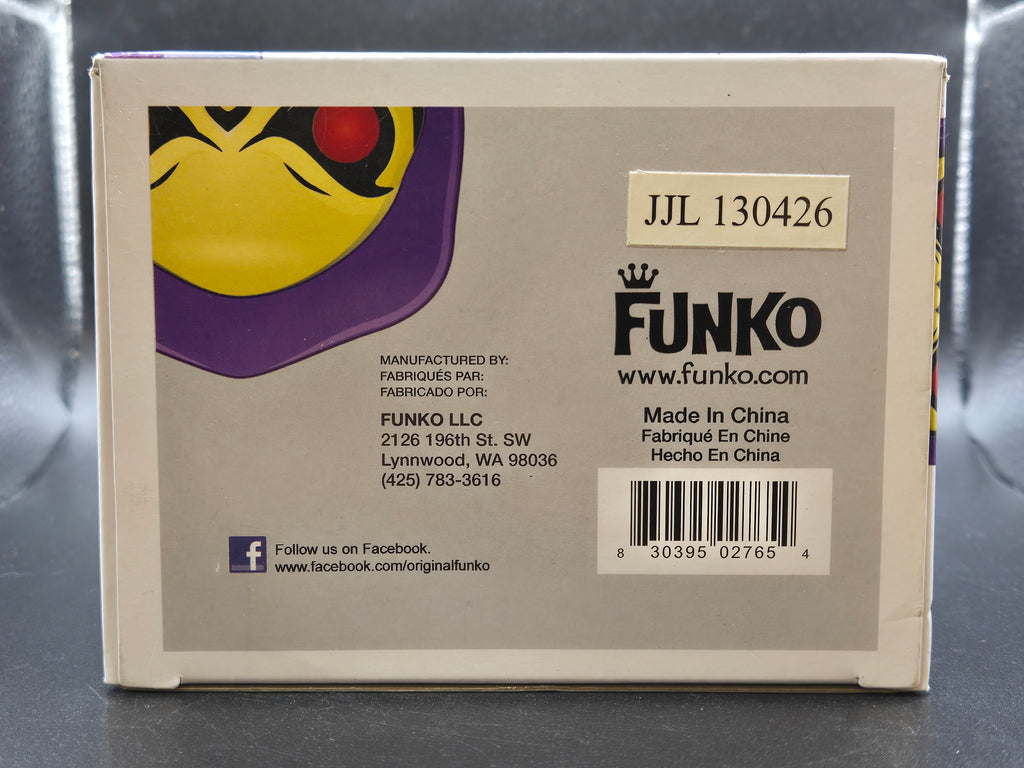 JJL 130426
FUNKO
www.funko.com
MANUFACTURED BY:
FABRIQUÉS PAR:
FABRICADO POR:
FUNKO LLC
2126 196th St. SW
Lynnwood, WA 98036
(425) 783-3616
Made In China
Fabriqué En Chine
Hecho En China
8 30395 02765 4
f
Follow us on Facebook.
www.facebook.com/originalfunko